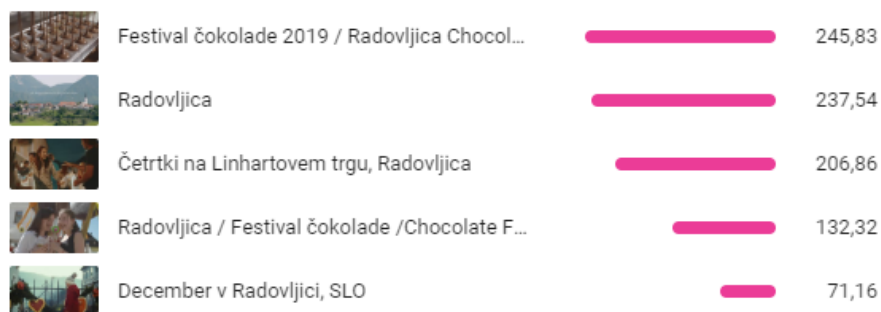 Festival čokolade 2019 / Radovljica Chocol... 245,83
Radovljica 237,54
Četrtki na Linhartovem trgu, Radovljica 206,86
Radovljica / Festival čokolade /Chocolate F... 132,32
December v Radovljici, SLO 71,16